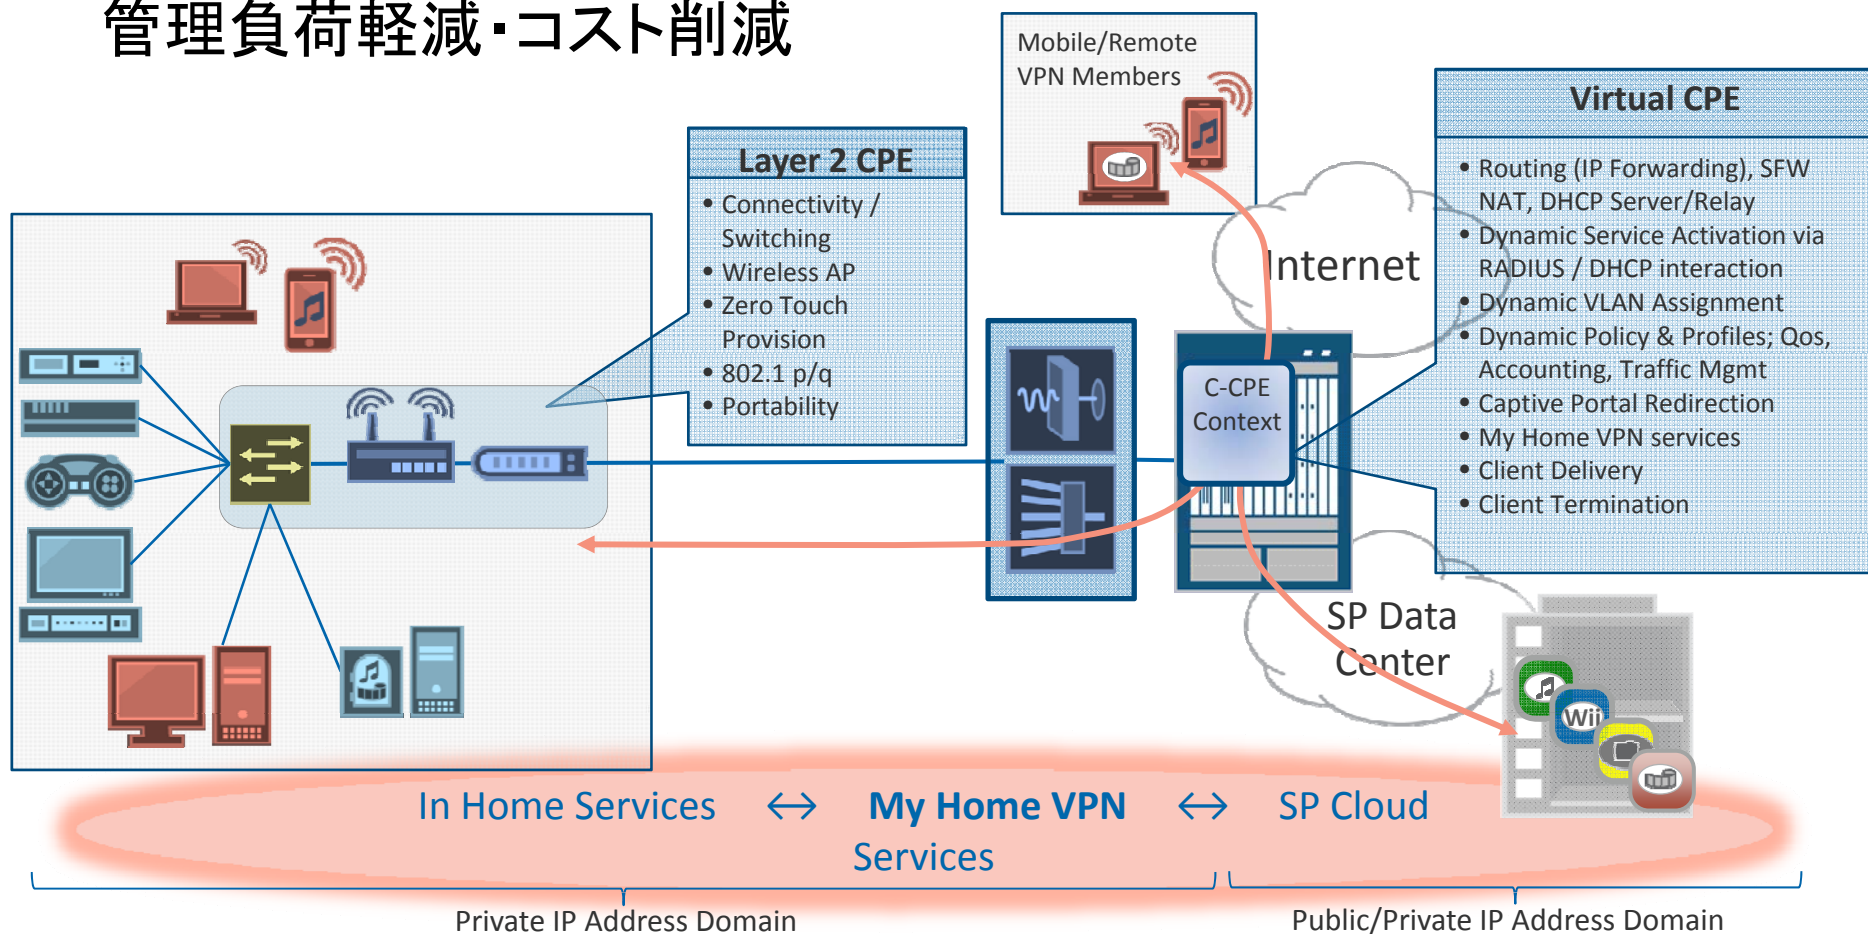 管理負荷軽減・コスト削減
Mobile/Remote
VPN Members
Virtual CPE
• Routing (IP Forwarding), SFW
NAT, DHCP Server/Relay
• Dynamic Service Activation via
RADIUS / DHCP interaction
• Dynamic VLAN Assignment
• Dynamic Policy & Profiles; Qos,
Accounting, Traffic Mgmt
• Captive Portal Redirection
• My Home VPN services
• Client Delivery
• Client Termination
Layer 2 CPE
• Connectivity /
Switching
• Wireless AP
• Zero Touch
Provision
• 802.1 p/q
• Portability
Internet
C-CPE
Context
SP Data
Center
Wii
In Home Services ↔ My Home VPN ↔ SP Cloud
Services
Private IP Address Domain
Public/Private IP Address Domain